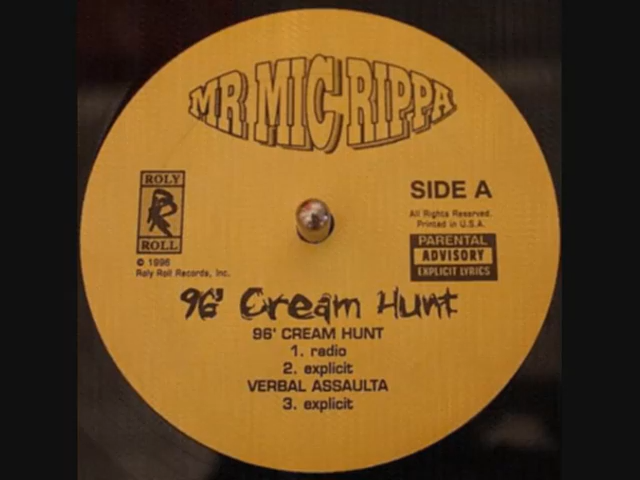 MR MIC RIPPA
ROLY
R
ROLL
© 1996
Roly Roll Records, Inc.
SIDE A
All Rights Reserved.
Printed in U.S.A.
PARENTAL
ADVISORY
EXPLICIT LYRICS
96' Cream Hunt
96' CREAM HUNT
1. radio
2. explicit
VERBAL ASSAULTA
3. explicit